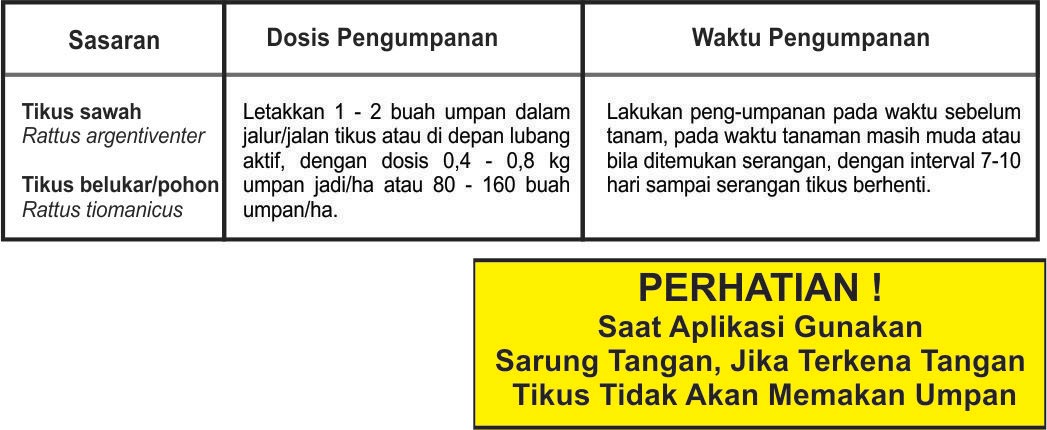 Sasaran
Dosis Pengumpanan
Waktu Pengumpanan
Tikus sawah
Rattus argentiventer
Tikus belukar/pohon
Rattus tiomanicus
Letakkan 1 - 2 buah umpan dalam
jalur/jalan tikus atau di depan lubang
aktif, dengan dosis 0,4 - 0,8 kg
umpan jadi/ha atau 80 - 160 buah
umpan/ha.
Lakukan peng-umpanan pada waktu sebelum
tanam, pada waktu tanaman masih muda atau
bila ditemukan serangan, dengan interval 7-10
hari sampai serangan tikus berhenti.
PERHATIAN !
Saat Aplikasi Gunakan
Sarung Tangan, Jika Terkena Tangan
Tikus Tidak Akan Memakan Umpan